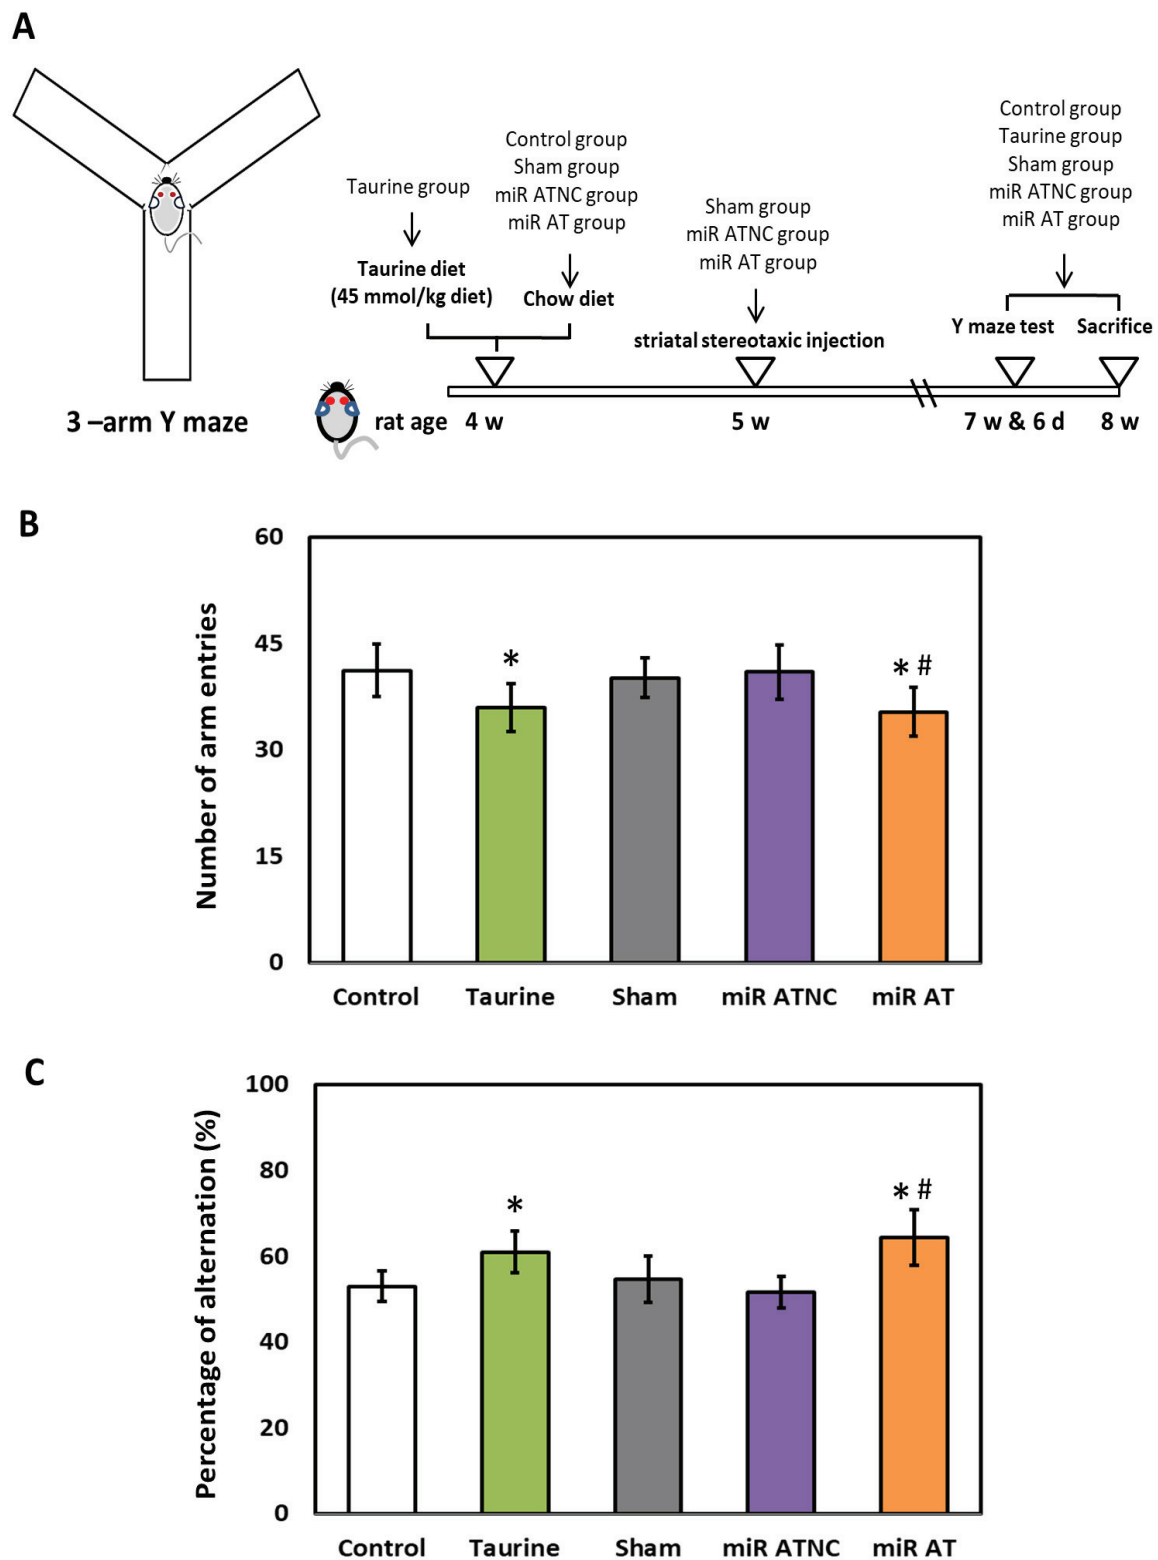 A
Taurine group
Taurine diet
(45 mmol/kg diet)
Control group
Sham group
miR ATNC group
miR AT group
Chow diet
Sham group
miR ATNC group
miR AT group
striatal stereotaxic injection
Control group
Taurine group
Sham group
miR ATNC group
miR AT group
Y maze test
Sacrifice
3 –arm Y maze
rat age
4 w
5 w
7 w & 6 d
8 w
B
Number of arm entries
60
45
30
15
0
*
* #
Control
Taurine
Sham
miR ATNC
miR AT
C
Percentage of alternation (%)
100
80
60
40
20
0
*
* #
Control
Taurine
Sham
miR ATNC
miR AT